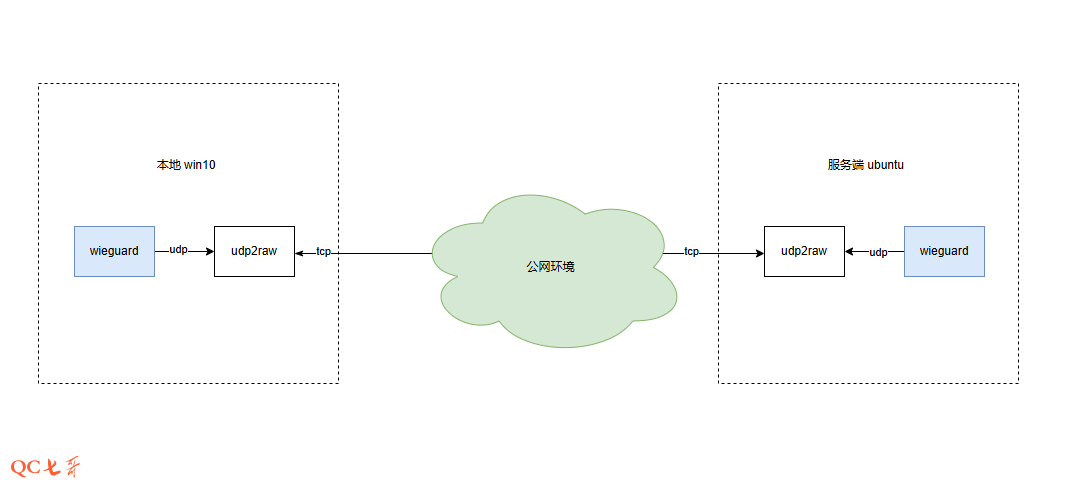 本地 win10
服务端 ubuntu
wieguard
udp
udp2raw
tcp
公网环境
tcp
udp2raw
udp
wieguard
QC七哥